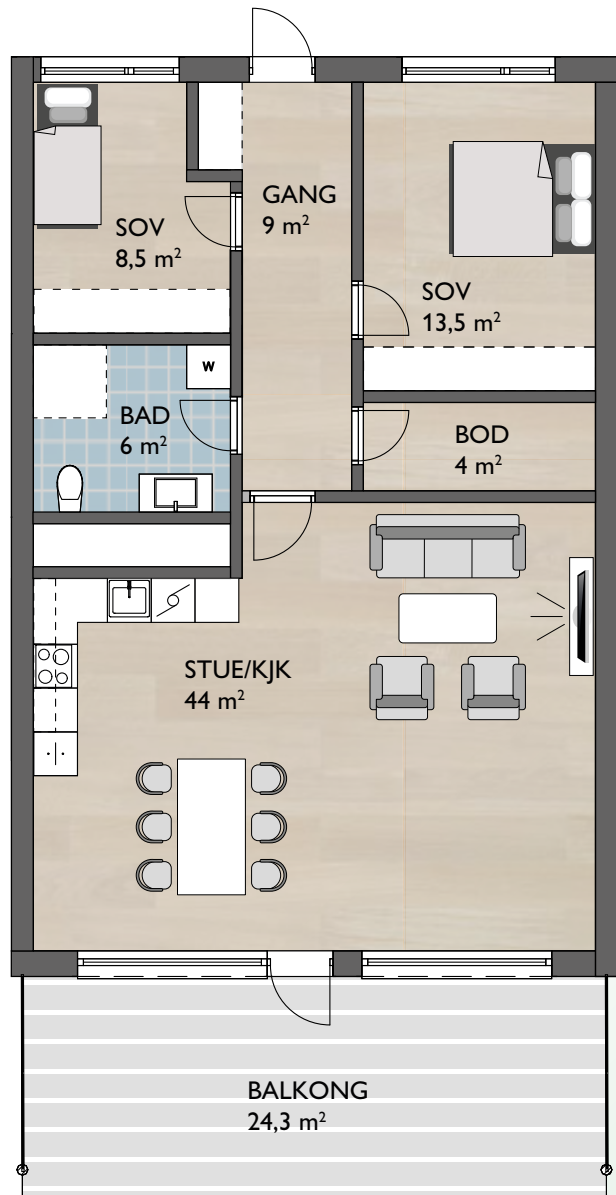 GANG
9 m²
SOV
8,5 m²
SOV
13,5 m²
W
BAD
6 m²
BOD
4 m²
STUE/KJK
44 m²
BALKONG
24,3 m²